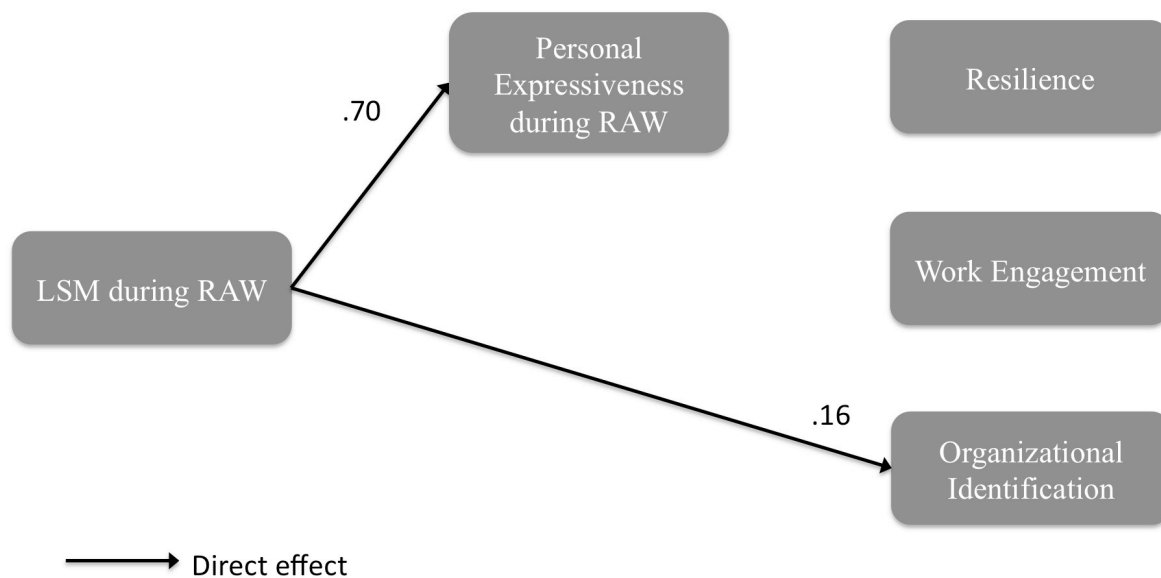 Personal
Expressiveness
during RAW
Resilience
.70
LSM during RAW
Work Engagement
.16
Organizational
Identification
Direct effect